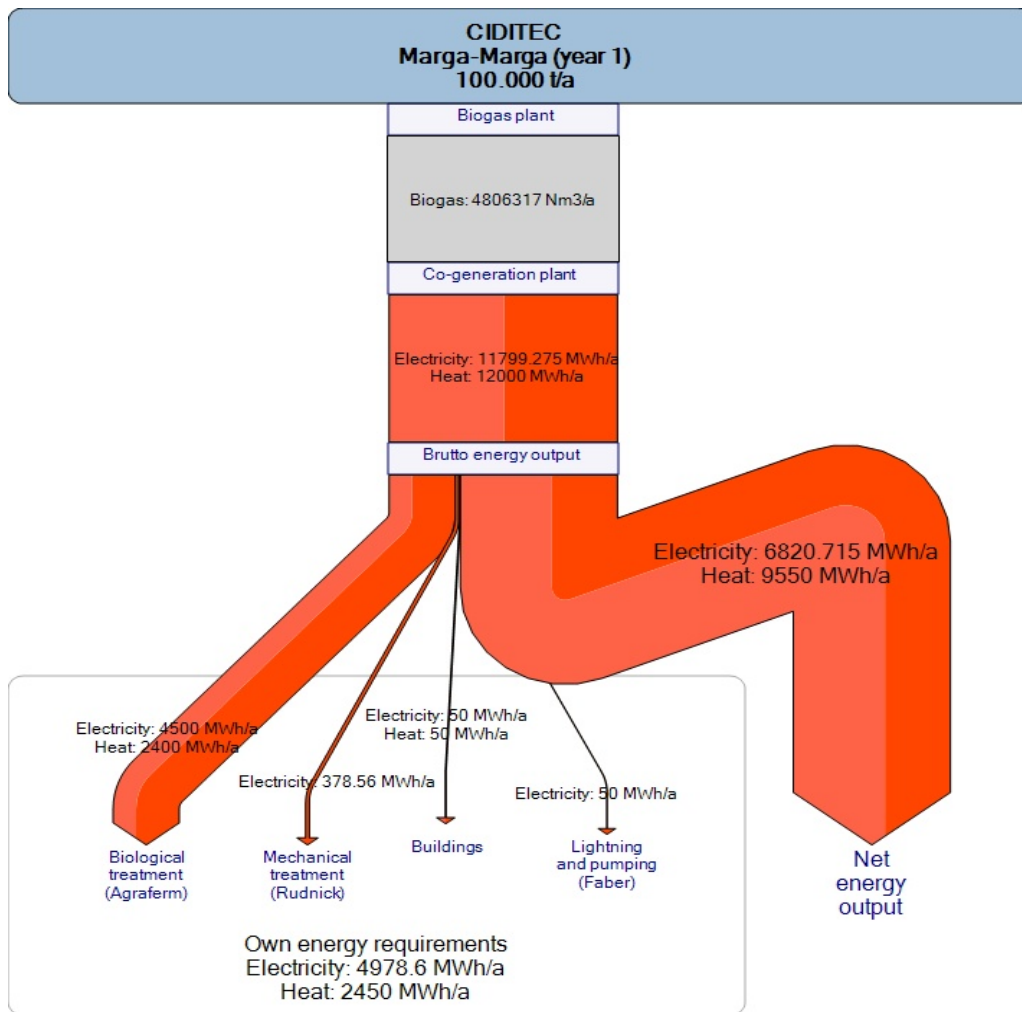 CIDITEC
Marga-Marga (year 1)
100.000 t/a
Biogas plant
Biogas: 4806317 Nm3/a
Co-generation plant
Electricity: 11799.275 MWh/a
Heat: 12000 MWh/a
Brutto energy output
Electricity: 6820.715 MWh/a
Heat: 9550 MWh/a
Electricity: 4500 MWh/a
Heat: 2400 MWh/a
Electricity: 50 MWh/a
Heat: 50 MWh/a
Electricity: 378.56 MWh/a
Electricity: 50 MWh/a
Biological
treatment
(Agraferm)
Mechanical
treatment
(Rudnick)
Buildings
Lightning
and pumping
(Faber)
Net
energy
output
Own energy requirements
Electricity: 4978.6 MWh/a
Heat: 2450 MWh/a